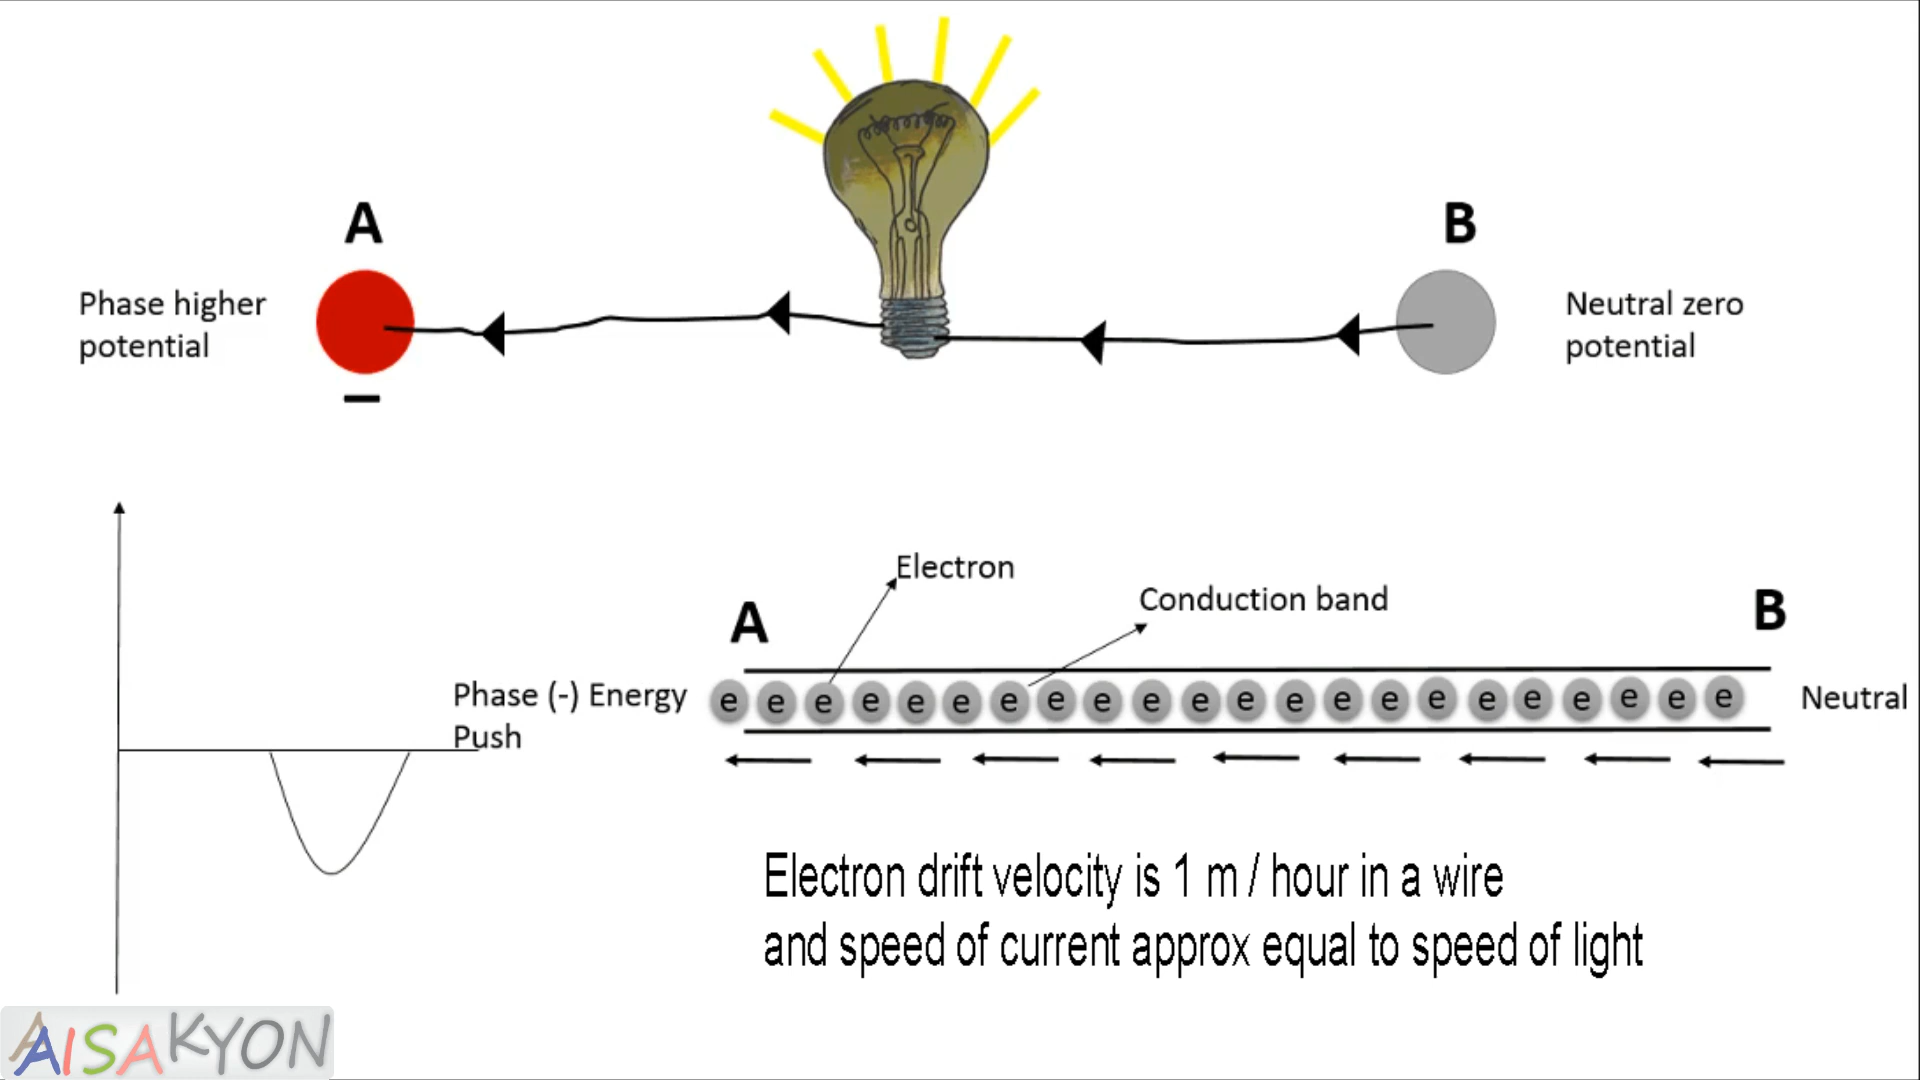 A
B
Phase higher
potential
Neutral zero
potential
–
Electron
Conduction band
A
B
Phase (-) Energy
Push
e e e e e e e e e e e e e e e e e e e e e e
Neutral
Electron drift velocity is 1 m / hour in a wire
and speed of current approx equal to speed of light
AISAKYON